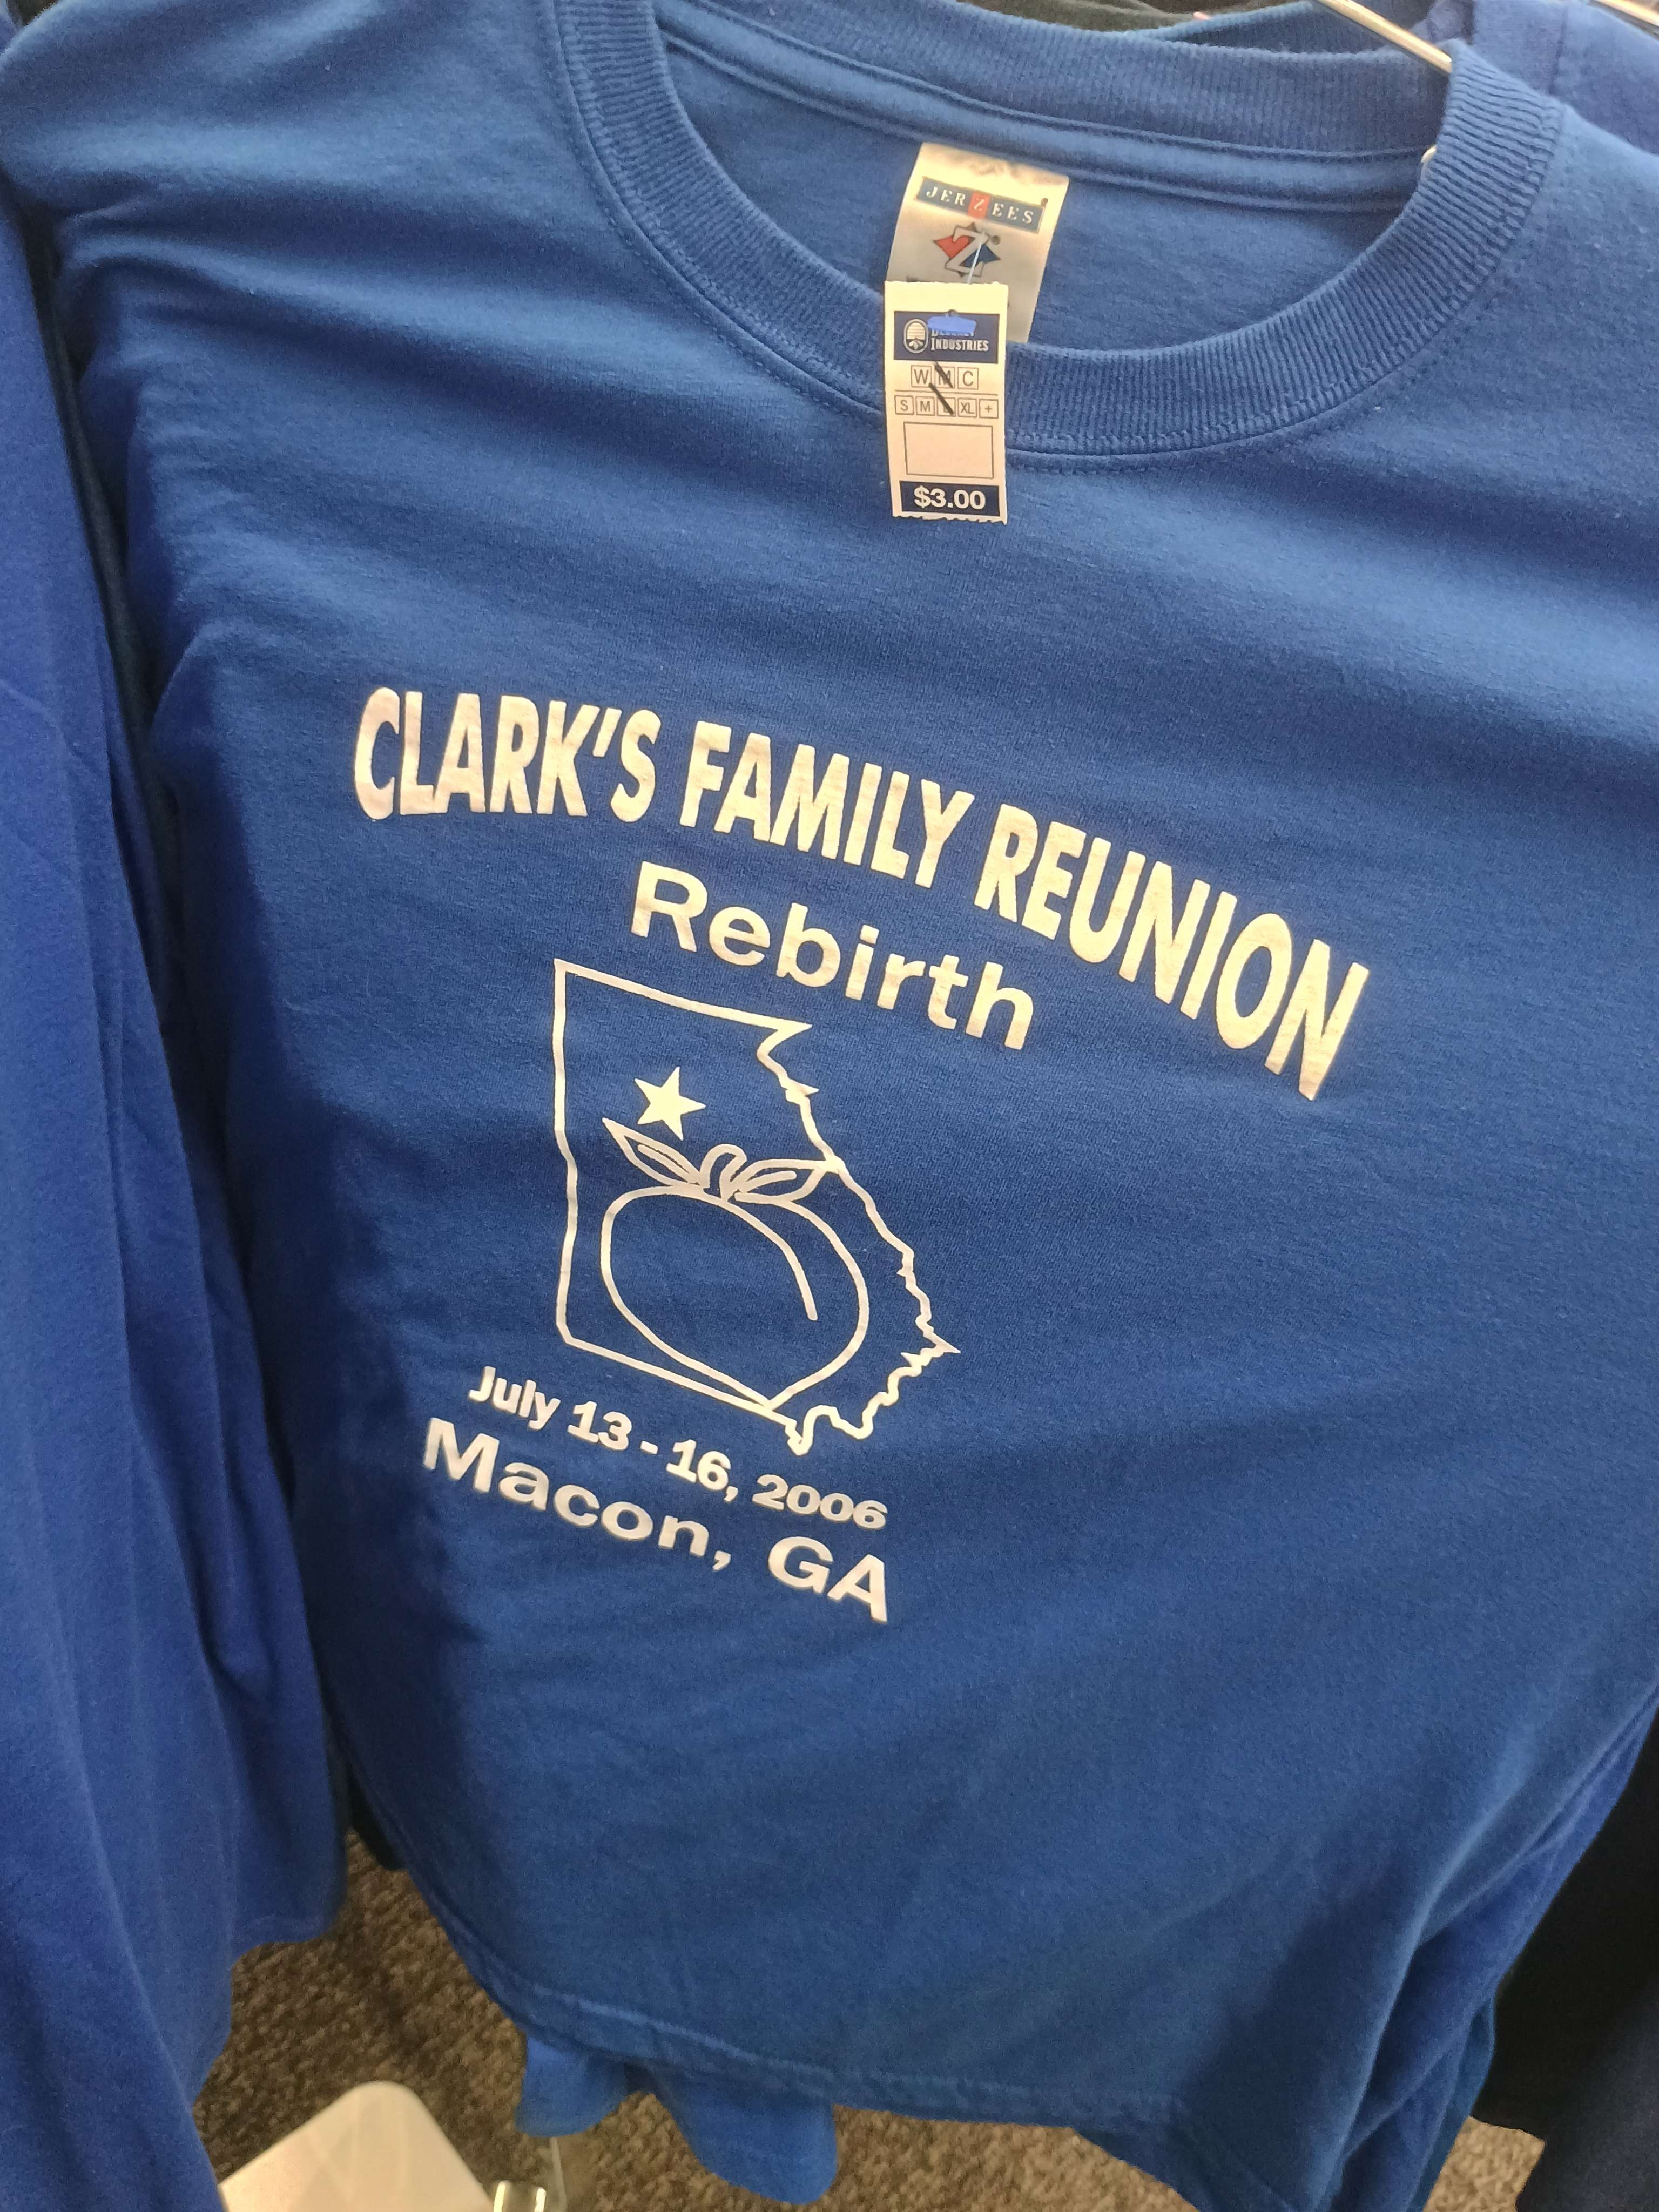 JERZEES
Z
INDUSTRIES
W M C
S M L XL +
$3.00
CLARK'S FAMILY REUNION
Rebirth
July 13 - 16, 2006
Macon, GA